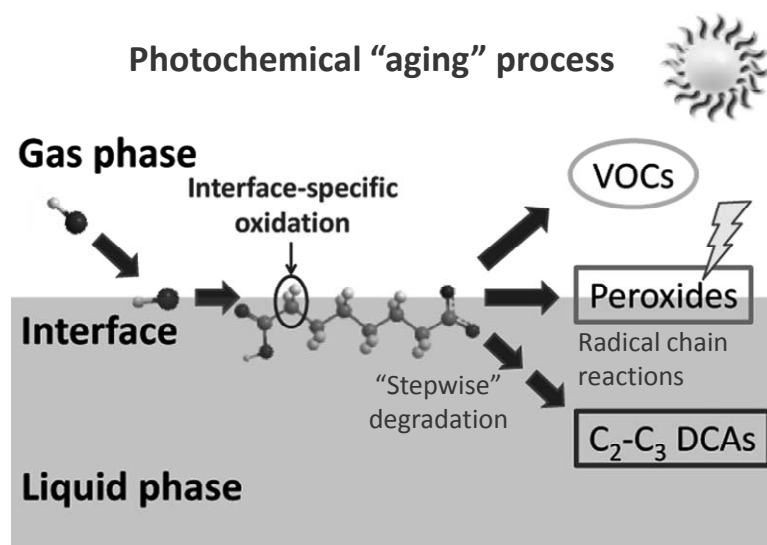 Photochemical “aging” process
Gas phase
VOCs
Interface-specific
oxidation
Peroxides
Interface
Radical chain
reactions
“Stepwise”
degradation
C₂-C₃ DCAs
Liquid phase